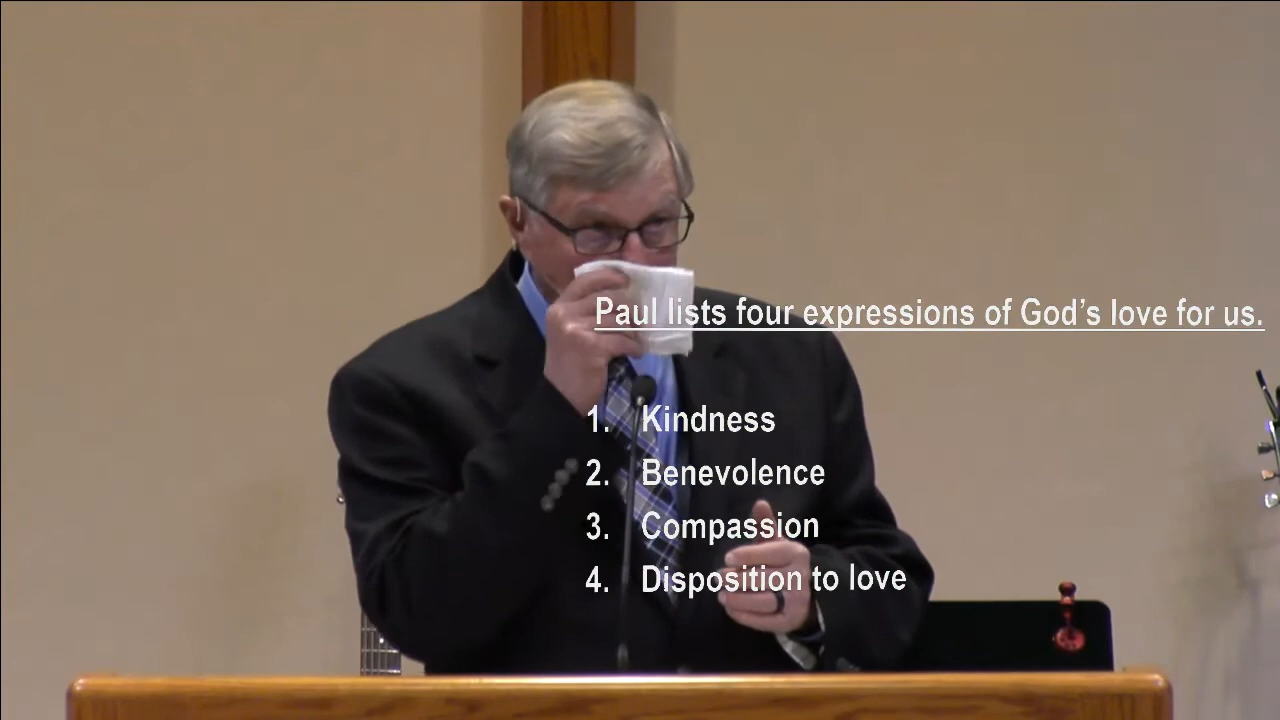 Paul lists four expressions of God's love for us.
1. Kindness
2. Benevolence
3. Compassion
4. Disposition to love